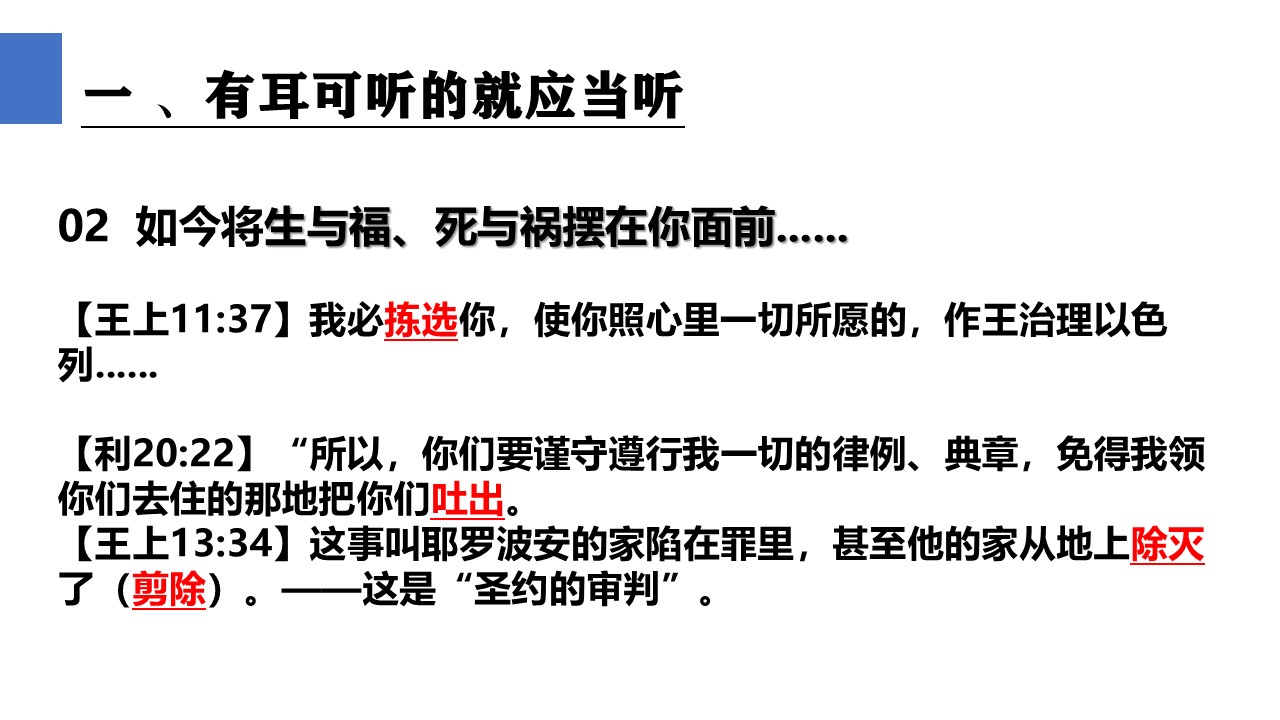 一 、有耳可听的就应当听
02 如今将生与福、死与祸摆在你面前……
【王上11:37】我必拣选你，使你照心里一切所愿的，作王治理以色
列……
【利20:22】“所以，你们要谨守遵行我一切的律例、典章，免得我领
你们去住的那地把你们吐出。
【王上13:34】这事叫耶罗波安的家陷在罪里，甚至他的家从地上除灭
了（剪除）。——这是“圣约的审判”。